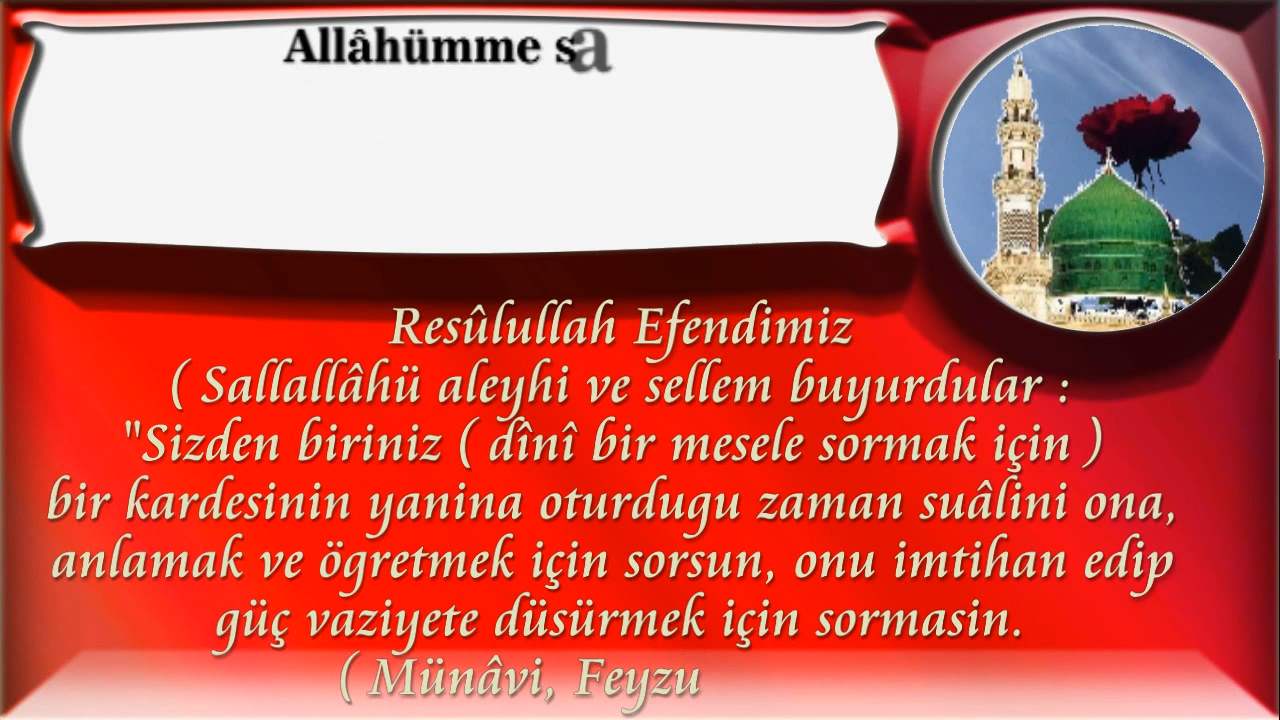 Allâhümme sa
Resûlullah Efendimiz
( Sallallâhü aleyhi ve sellem buyurdular :
"Sizden biriniz ( dînî bir mesele sormak için )
bir kardesinin yanina oturdugu zaman suâlini ona,
anlamak ve ögretmek için sorsun, onu imtihan edip
güç vaziyete düsürmek için sormasin.
( Münâvi, Feyzu